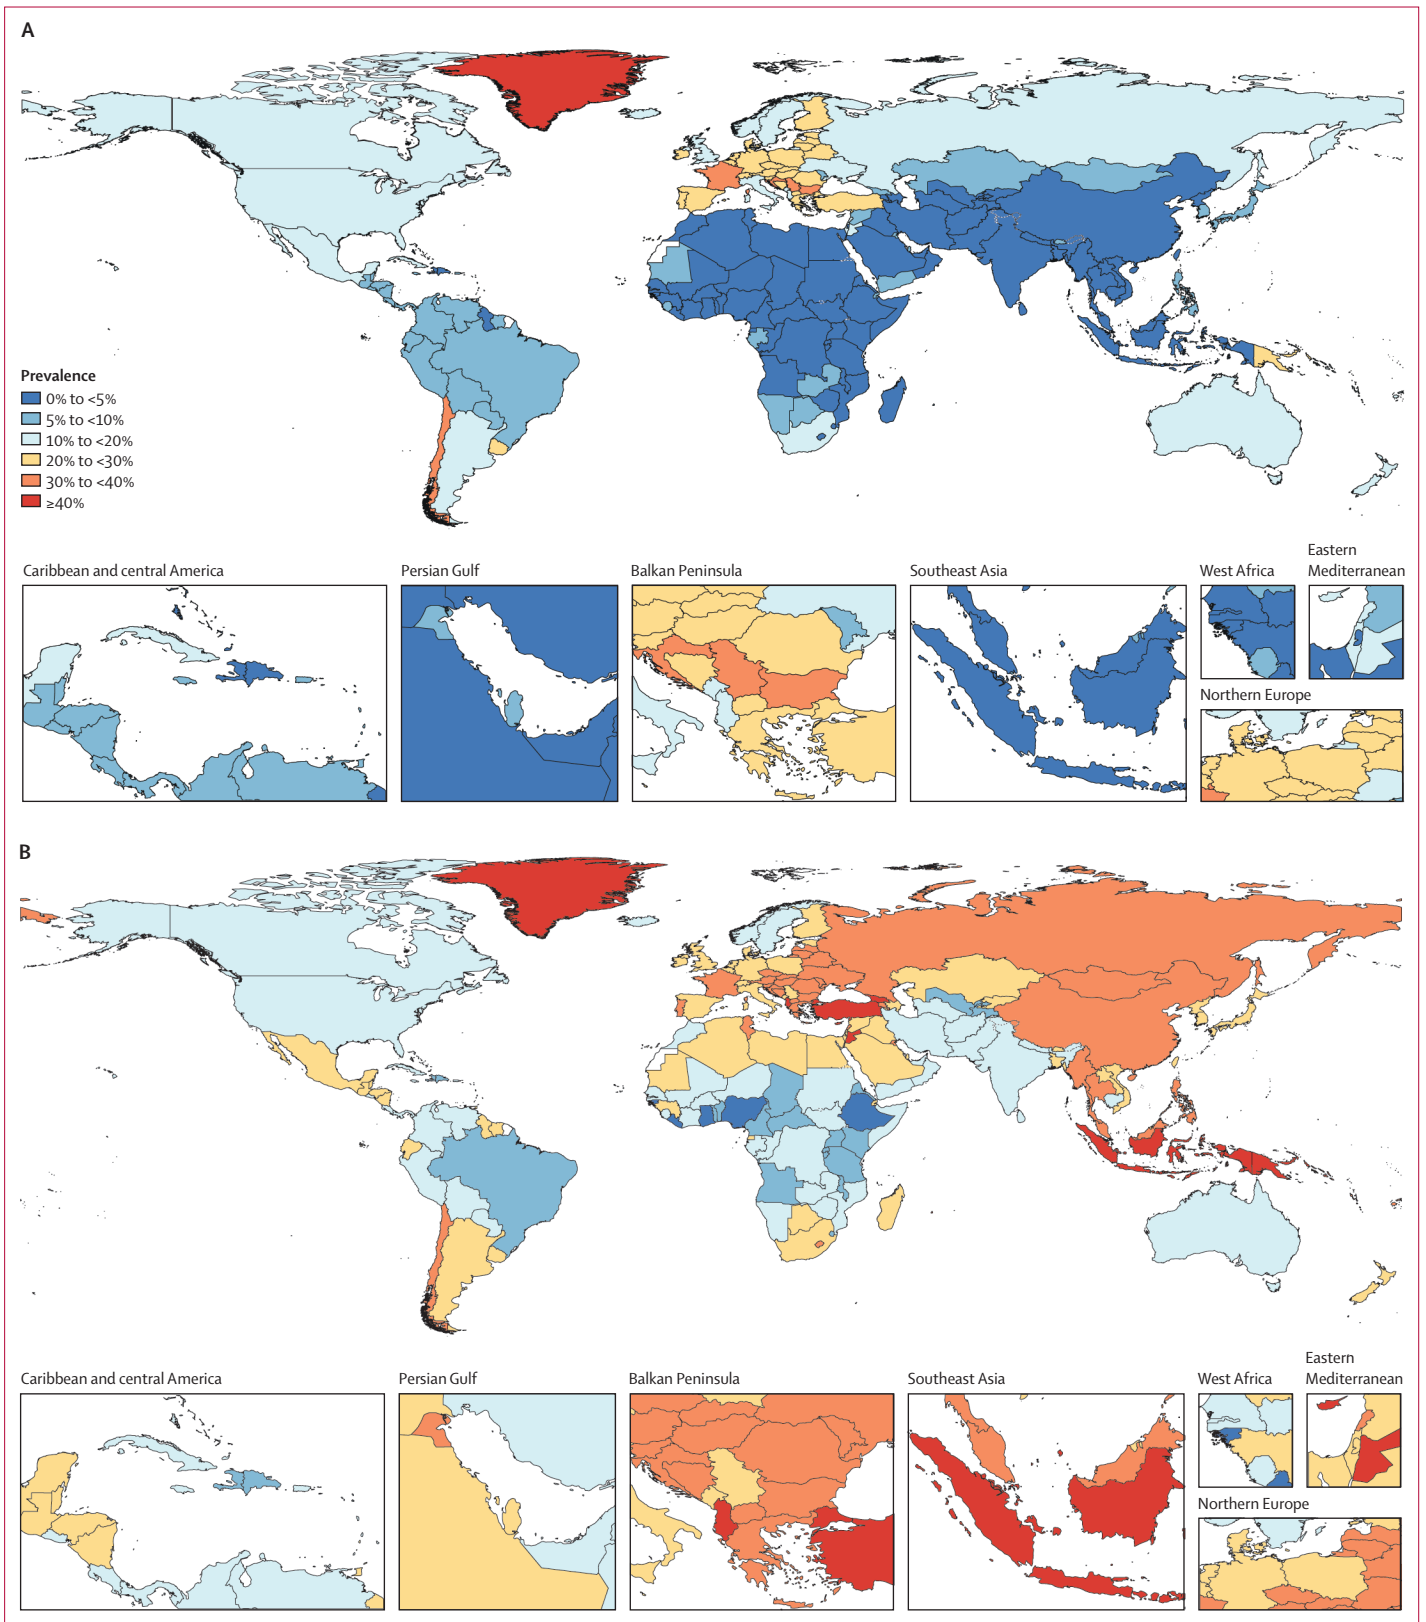 A
Prevalence
0% to <5%
5% to <10%
10% to <20%
20% to <30%
30% to <40%
≥40%
Caribbean and central America
Persian Gulf
Balkan Peninsula
Southeast Asia
West Africa
Eastern
Mediterranean
Northern Europe
B
Caribbean and central America
Persian Gulf
Balkan Peninsula
Southeast Asia
West Africa
Eastern
Mediterranean
Northern Europe